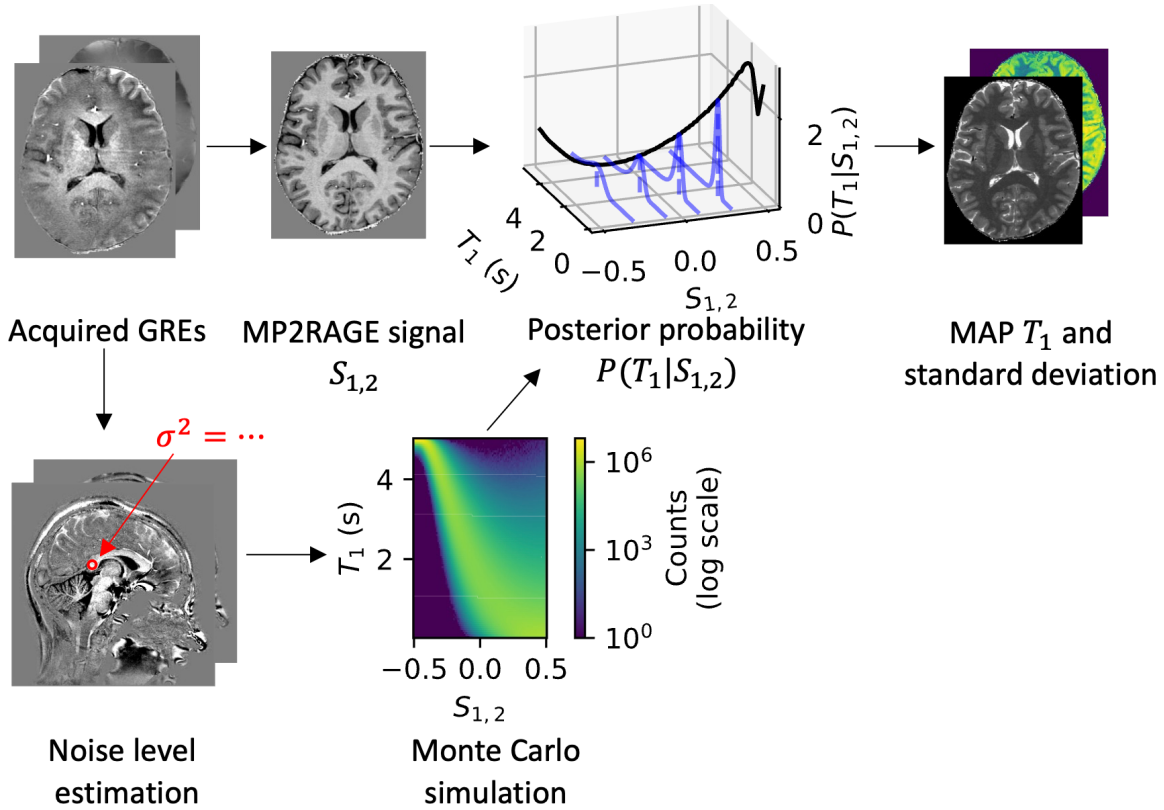 2
0
P(T₁|S₁,₂)
4
2
0
T₁ (s)
−0.5
0.0
0.5
S₁, ₂
Acquired GREs
MP2RAGE signal
S₁,₂
Posterior probability
P(T₁|S₁,₂)
MAP T₁ and
standard deviation
σ² = ⋯
4
2
T₁ (s)
−0.5
0.0
0.5
S₁, ₂
10⁶
10³
10⁰
Counts
(log scale)
Noise level
estimation
Monte Carlo
simulation